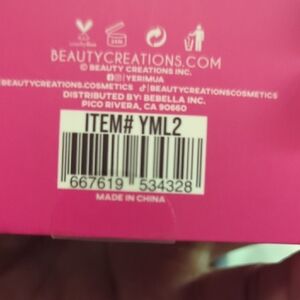 BEAUTYCREATIONS.COM
© BEAUTY CREATIONS INC.
@YERIMUA
BEAUTYCREATIONS.COSMETICS BEAUTYCREATIONSCOSMETICS
DISTRIBUTED BY: BEBELLA INC.
PICO RIVERA, CA 90660
ITEM# YML2
667619 534328
MADE IN CHINA